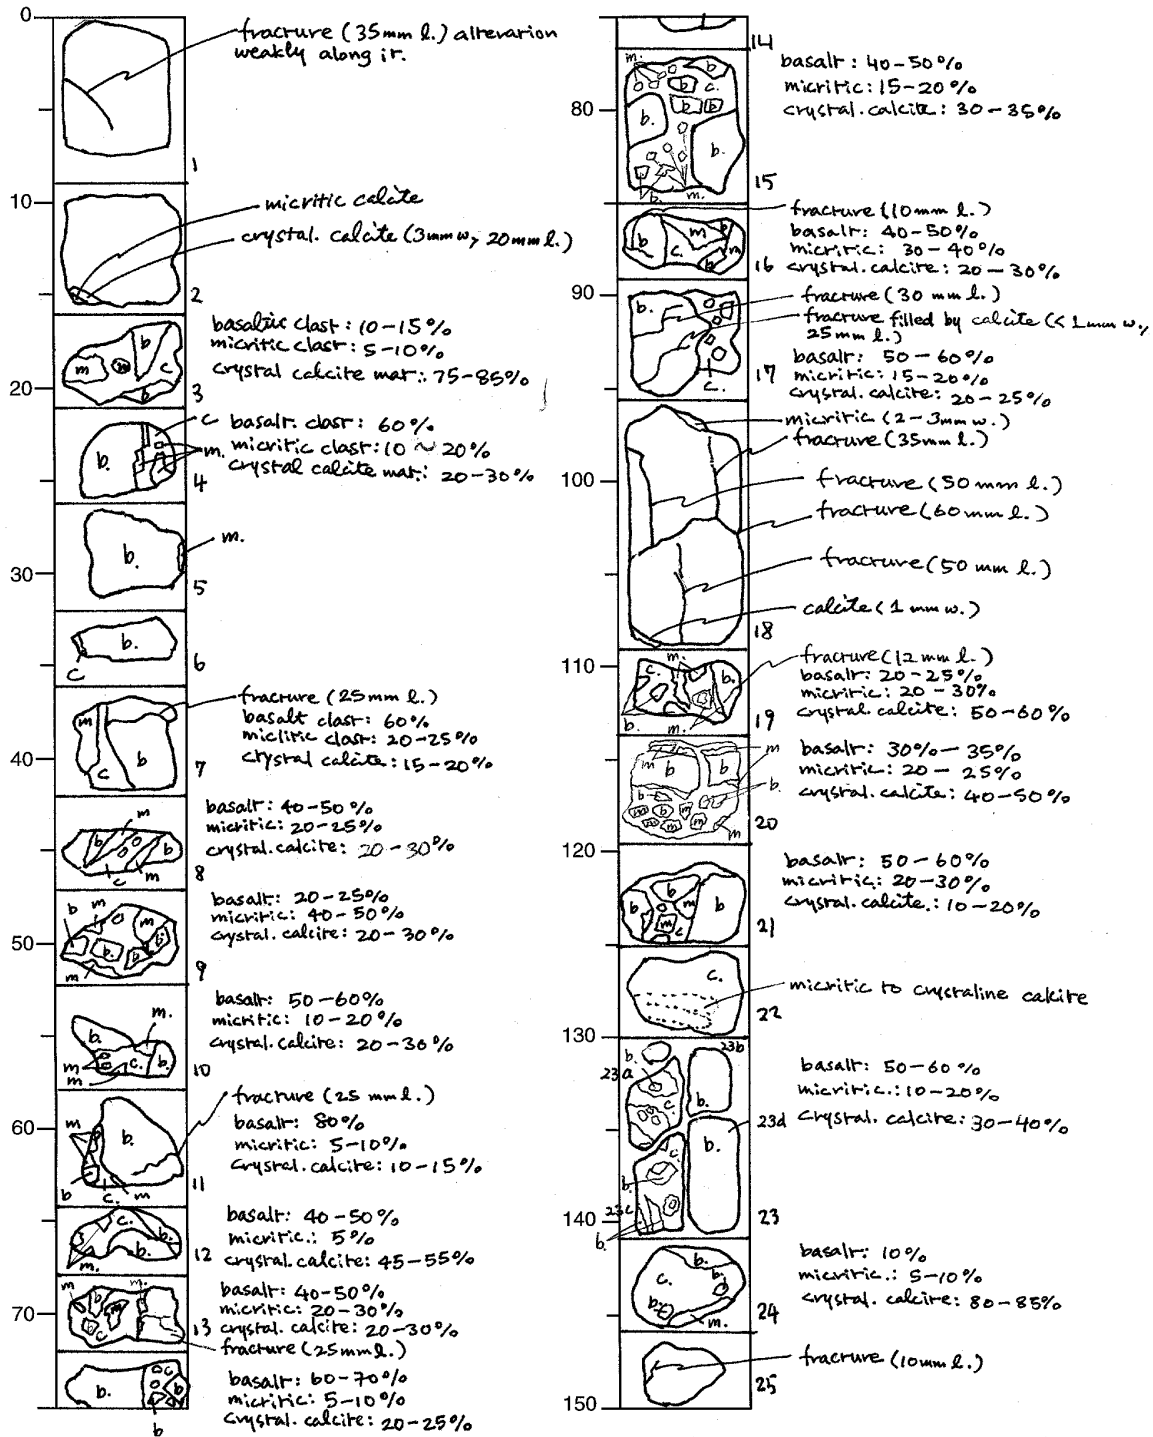 0
fracture (35mm l.) alteration
weakly along it.
1
10
micritic calcite
crystal. calcite (3mm w, 20mm l.)
2
basaltic clast: 10-15%
micritic clast: 5-10%
crystal calcite mat.: 75-85%
b
m
m
c
b
20
3
c
basalt. clast: 60%
micritic clast: 10~20%
crystal calcite mat.: 20-30%
m.
b.
4
m.
b.
5
30
b.
c
6
fracture (25mm l.)
basalt clast: 60%
miclitic clast: 20-25%
crystal calcite: 15-20%
m
c
b
7
40
basalt: 40-50%
micritic: 20-25%
crystal. calcite: 20-30%
m
b
b
c
m
8
basalt: 20-25%
micritic: 40-50%
crystal. calcite: 20-30%
b
m
m
b
b.
b
m
50
9
basalt: 50-60%
micritic: 10-20%
crystal. calcite: 20-30%
m.
b.
m
m
c.
b.
10
fracture (25 mm l.)
basalt: 80%
micritic: 5-10%
crystal. calcite: 10-15%
60
m
b.
b
c.
m
11
basalt: 40-50%
micritic.: 5%
crystal. calcite: 45-55%
c.
b.
b.
m.
12
basalt: 40-50%
micritic: 20-30%
crystal. calcite: 20-30%
fracture (25mm l.)
m
m.
b
m
b
c
70
13
basalt: 60-70%
micritic: 5-10%
crystal. calcite: 20-25%
b.
c
b
b
14
basalt: 40-50%
micritic: 15-20%
crystal. calcite: 30-35%
m.
b
b
c.
b
b
b.
b.
b.
m.
80
15
fracture (10mm l.)
basalt: 40-50%
micritic: 30-40%
crystal. calcite: 20-30%
b
c.
m
b
m
b
16
90
fracture (30 mm l.)
fracture filled by calcite (<1mm w.,
25mm l.)
basalt: 50-60%
micritic: 15-20%
crystal. calcite: 20-25%
b.
c.
17
micritic (2-3mm w.)
fracture (35mm l.)
100
fracture (50 mm l.)
fracture (60 mm l.)
fracture (50 mm l.)
calcite (1 mm w.)
18
110
fracture (12 mm l.)
basalt: 20-25%
micritic: 20-30%
crystal. calcite: 50-60%
m.
c.
b.
b.
m.
19
basalt: 30%-35%
micritic: 20-25%
crystal. calcite: 40-50%
m
m
b
b
b.
b
m
b
m
m
m
m
m
20
120
basalt: 50-60%
micritic: 20-30%
crystal. calcite.: 10-20%
b
b
m
m
c
b
21
c.
micritic to crystaline calcite
22
130
23b
b.
23a
c.
b.
basalt: 50-60%
micritic.: 10-20%
crystal. calcite: 30-40%
23d
c.
b.
b.
23c
b.
140
23
basalt: 10%
micritic.: 5-10%
crystal. calcite: 80-85%
b.
c.
b.
b.
m.
24
fracture (10mm l.)
25
150